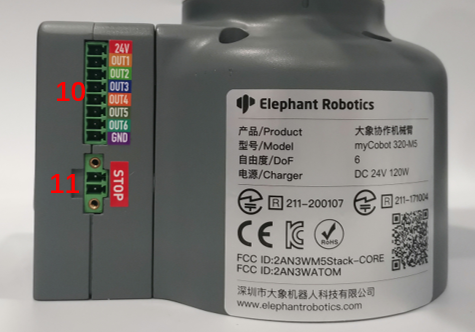 10
24V
OUT1
OUT2
OUT3
OUT4
OUT5
OUT6
GND
11
STOP
Elephant Robotics
产品/Product 大象协作机械臂
型号/Model myCobot 320-M5
自由度/DoF 6
电源/Charger DC 24V 120W
R 211-200107
R 211-171004
CE RoHS
FCC ID:2AN3WM5Stack-CORE
FCC ID:2AN3WATOM
深圳市大象机器人科技有限公司
www.elephantrobotics.com